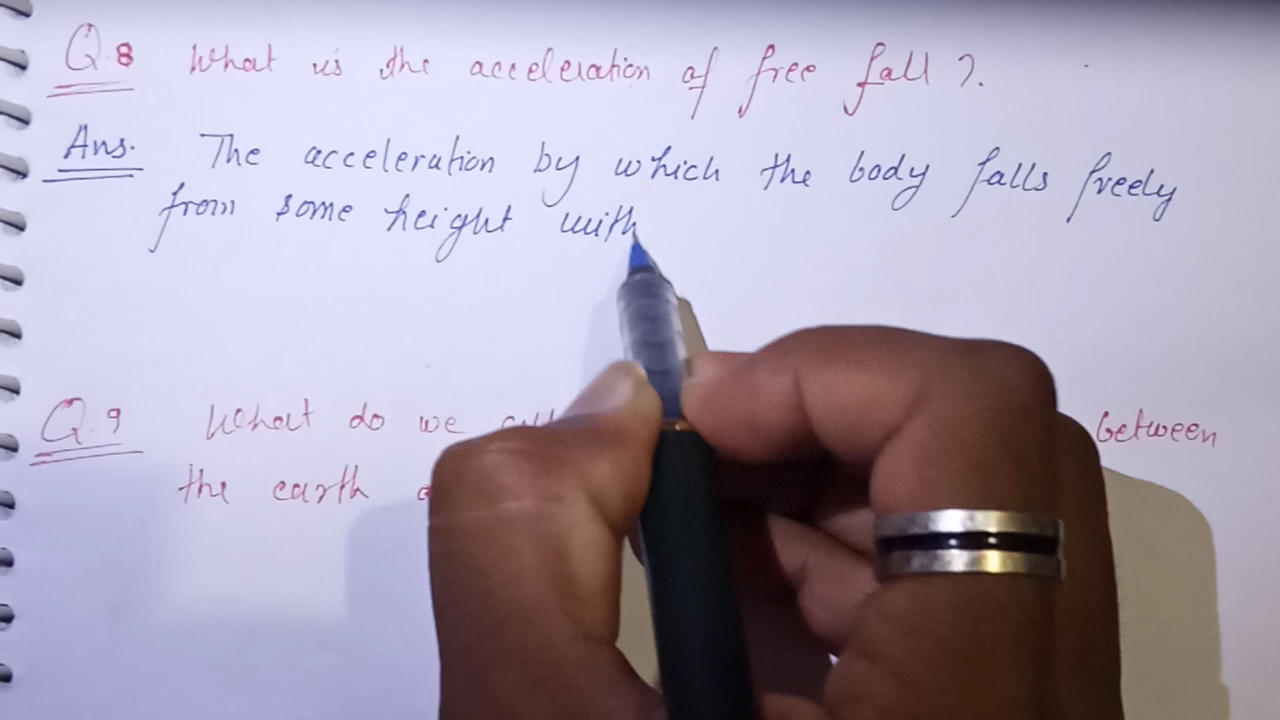 Q.8 What is the acceleration of free fall ?.
Ans. The acceleration by which the body falls freely
from some height with
Q.9 What do we between
the earth